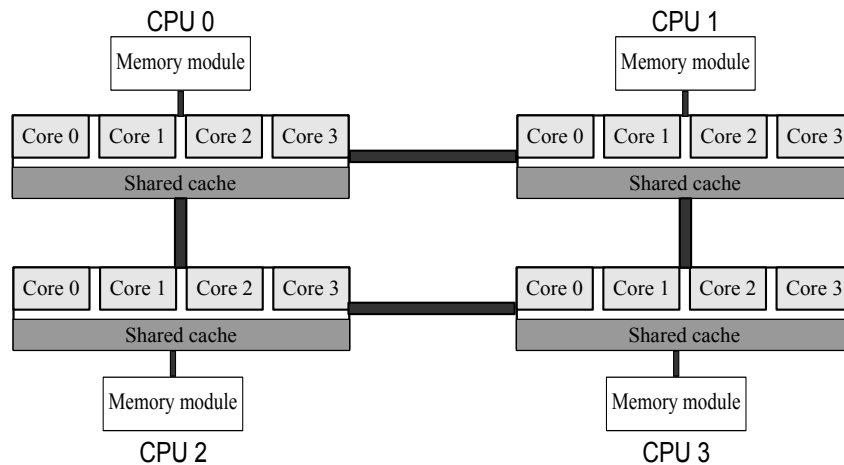 CPU 0 CPU 1
Memory module Memory module
Core 0 Core 1 Core 2 Core 3 Core 0 Core 1 Core 2 Core 3
Shared cache Shared cache
Core 0 Core 1 Core 2 Core 3 Core 0 Core 1 Core 2 Core 3
Shared cache Shared cache
Memory module Memory module
CPU 2 CPU 3